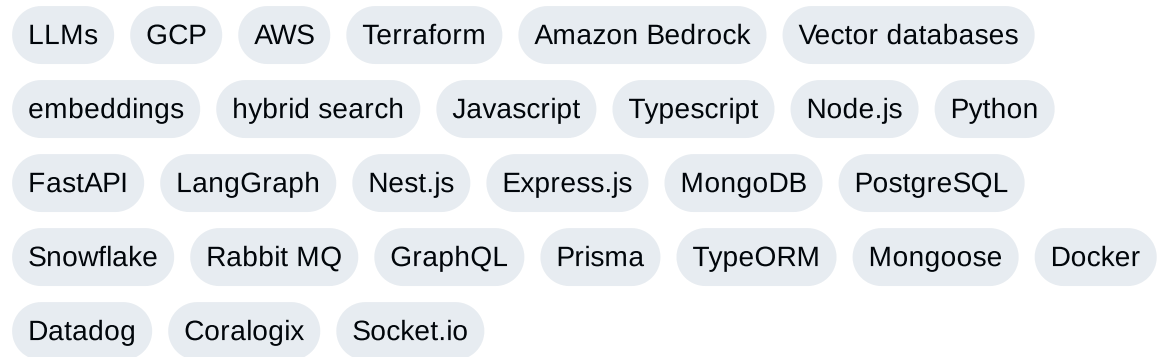 LLMs GCP AWS Terraform Amazon Bedrock Vector databases
embeddings hybrid search Javascript Typescript Node.js Python
FastAPI LangGraph Nest.js Express.js MongoDB PostgreSQL
Snowflake Rabbit MQ GraphQL Prisma TypeORM Mongoose Docker
Datadog Coralogix Socket.io